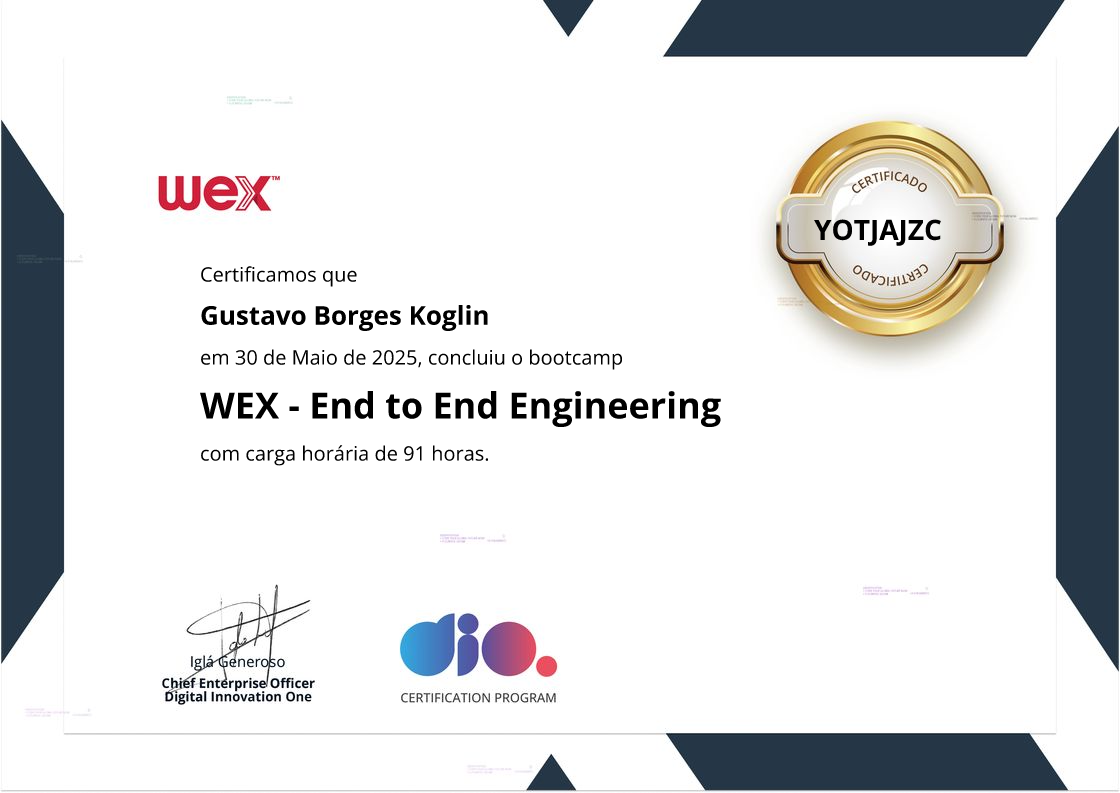 wex™
CERTIFICADO
YOTJAJZC
CERTIFICADO
Certificamos que
Gustavo Borges Koglin
em 30 de Maio de 2025, concluiu o bootcamp
WEX - End to End Engineering
com carga horária de 91 horas.
Iglá Generoso
Chief Enterprise Officer
Digital Innovation One
dio.
CERTIFICATION PROGRAM